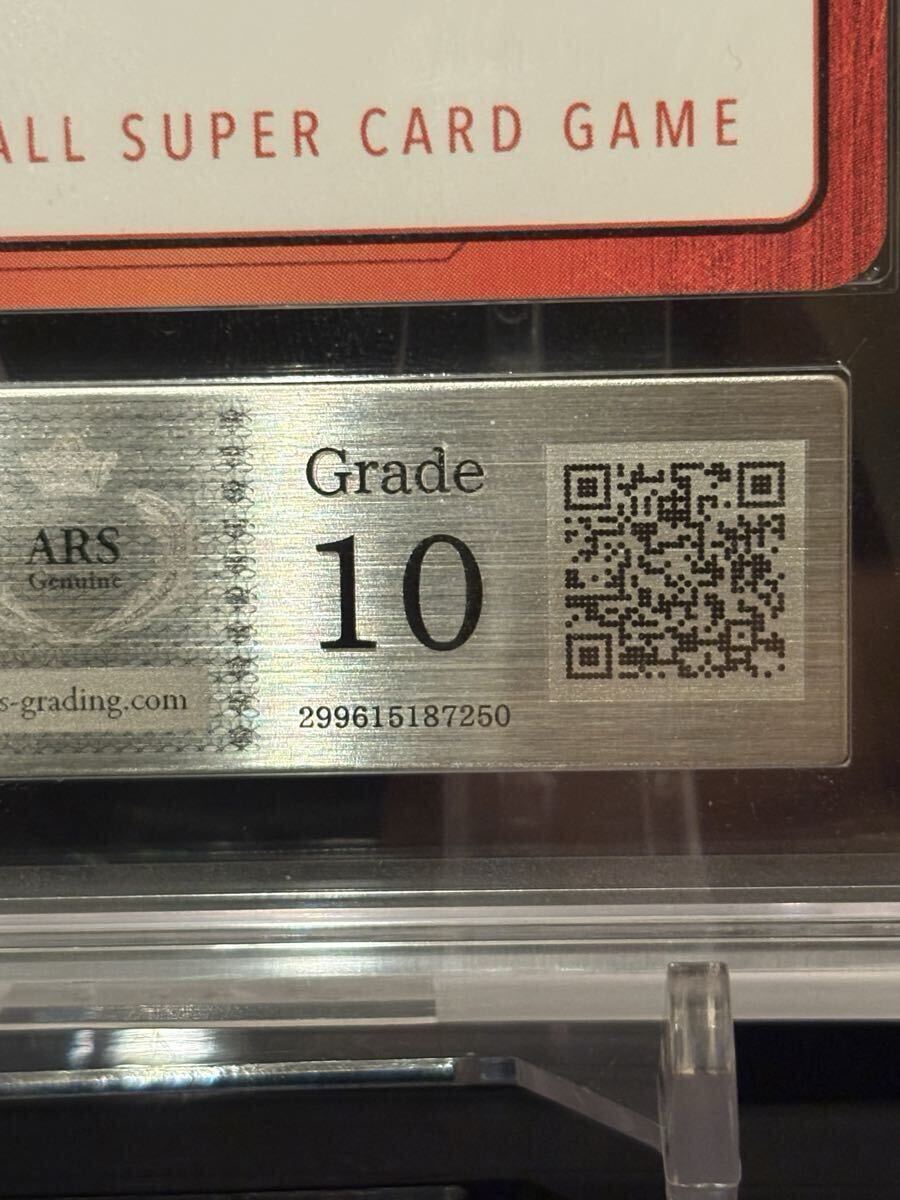 ALL SUPER CARD GAME
Grade
10
ARS
Genuine
s-grading.com
299615187250